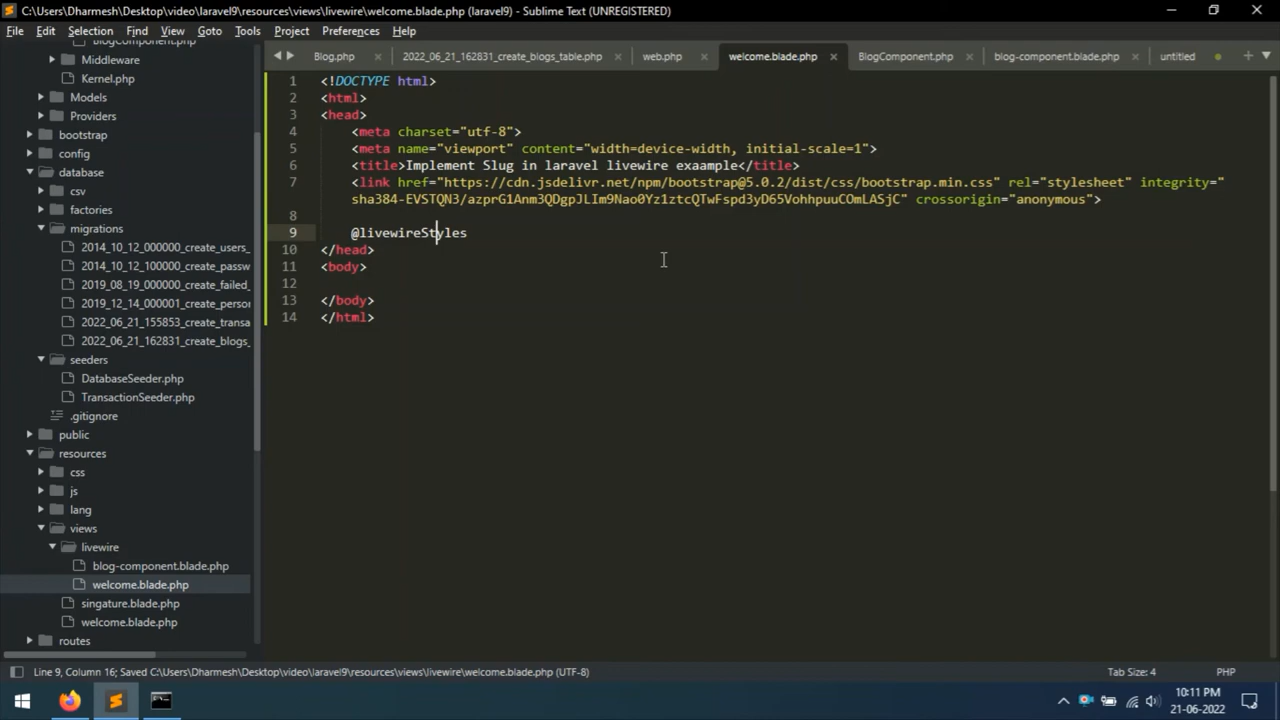 C:\Users\Dharmesh\Desktop\video\laravel9\resources\views\livewire\welcome.blade.php (laravel9) - Sublime Text (UNREGISTERED)
File Edit Selection Find View Goto Tools Project Preferences Help
BlogComponent.php
Middleware
Kernel.php
Models
Providers
bootstrap
config
database
csv
factories
migrations
2014_10_12_000000_create_users_
2014_10_12_100000_create_passw
2019_08_19_000000_create_failed_
2019_12_14_000001_create_person
2022_06_21_155853_create_transa
2022_06_21_162831_create_blogs_
seeders
DatabaseSeeder.php
TransactionSeeder.php
.gitignore
public
resources
css
js
lang
views
livewire
blog-component.blade.php
welcome.blade.php
singature.blade.php
welcome.blade.php
routes
Blog.php 2022_06_21_162831_create_blogs_table.php web.php welcome.blade.php BlogComponent.php blog-component.blade.php untitled
1 <!DOCTYPE html>
2 <html>
3 <head>
4 <meta charset="utf-8">
5 <meta name="viewport" content="width=device-width, initial-scale=1">
6 <title>Implement Slug in laravel livewire exaample</title>
7 <link href="https://cdn.jsdelivr.net/npm/bootstrap@5.0.2/dist/css/bootstrap.min.css" rel="stylesheet" integrity="
sha384-EVSTQN3/azprG1Anm3QDgpJLIm9Nao0Yz1ztcQTwFspd3yD65VohhpuuCOmLASjC" crossorigin="anonymous">
8
9 @livewireStyles
10 </head>
11 <body>
12
13 </body>
14 </html>
Line 9, Column 16; Saved C:\Users\Dharmesh\Desktop\video\laravel9\resources\views\livewire\welcome.blade.php (UTF-8) Tab Size: 4 PHP
10:11 PM
21-06-2022